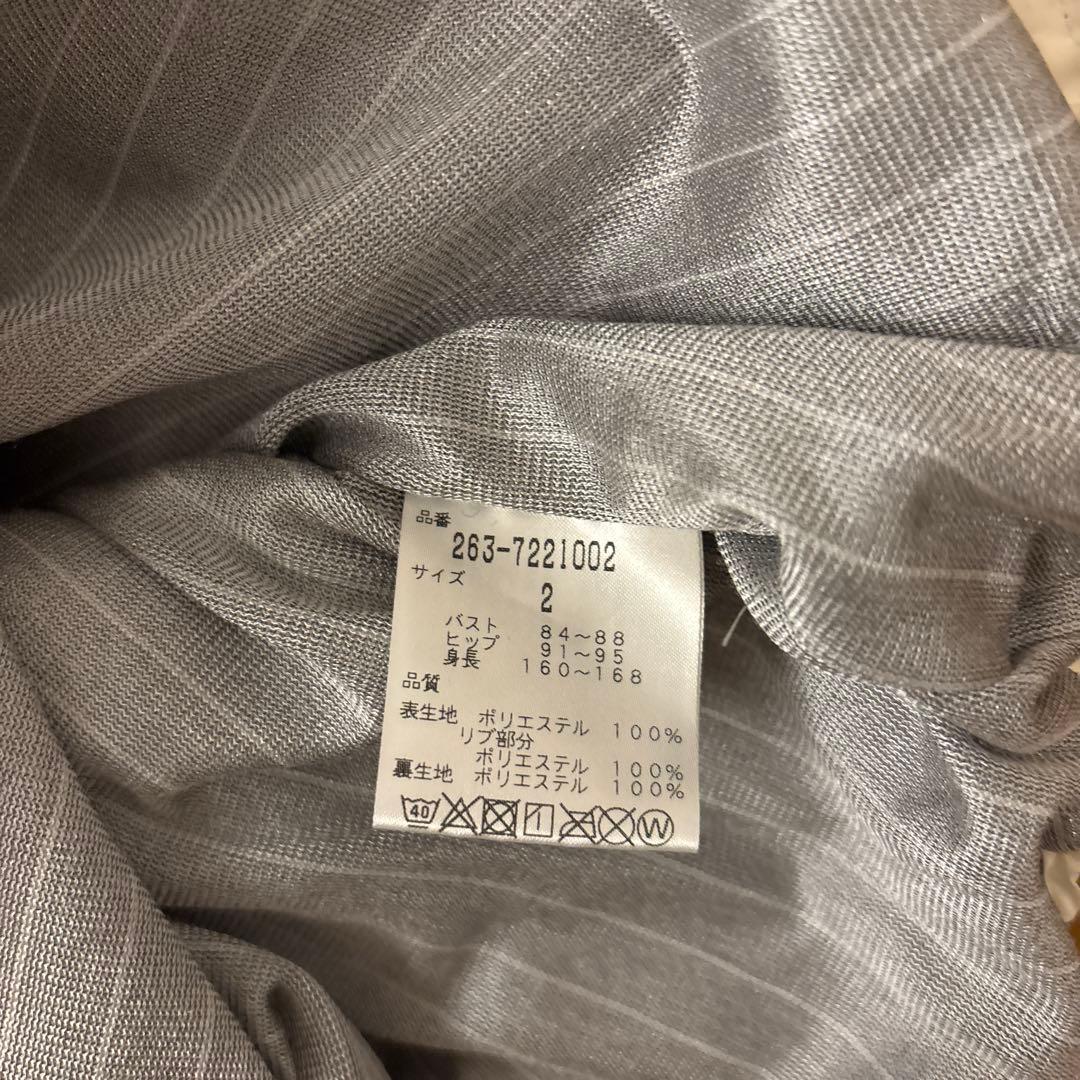 品番
263-7221002
サイズ
2
バスト 84～88
ヒップ 91～95
身長 160～168
品質
表生地 ポリエステル 100%
リブ部分
ポリエステル 100%
裏生地 ポリエステル 100%
40 W